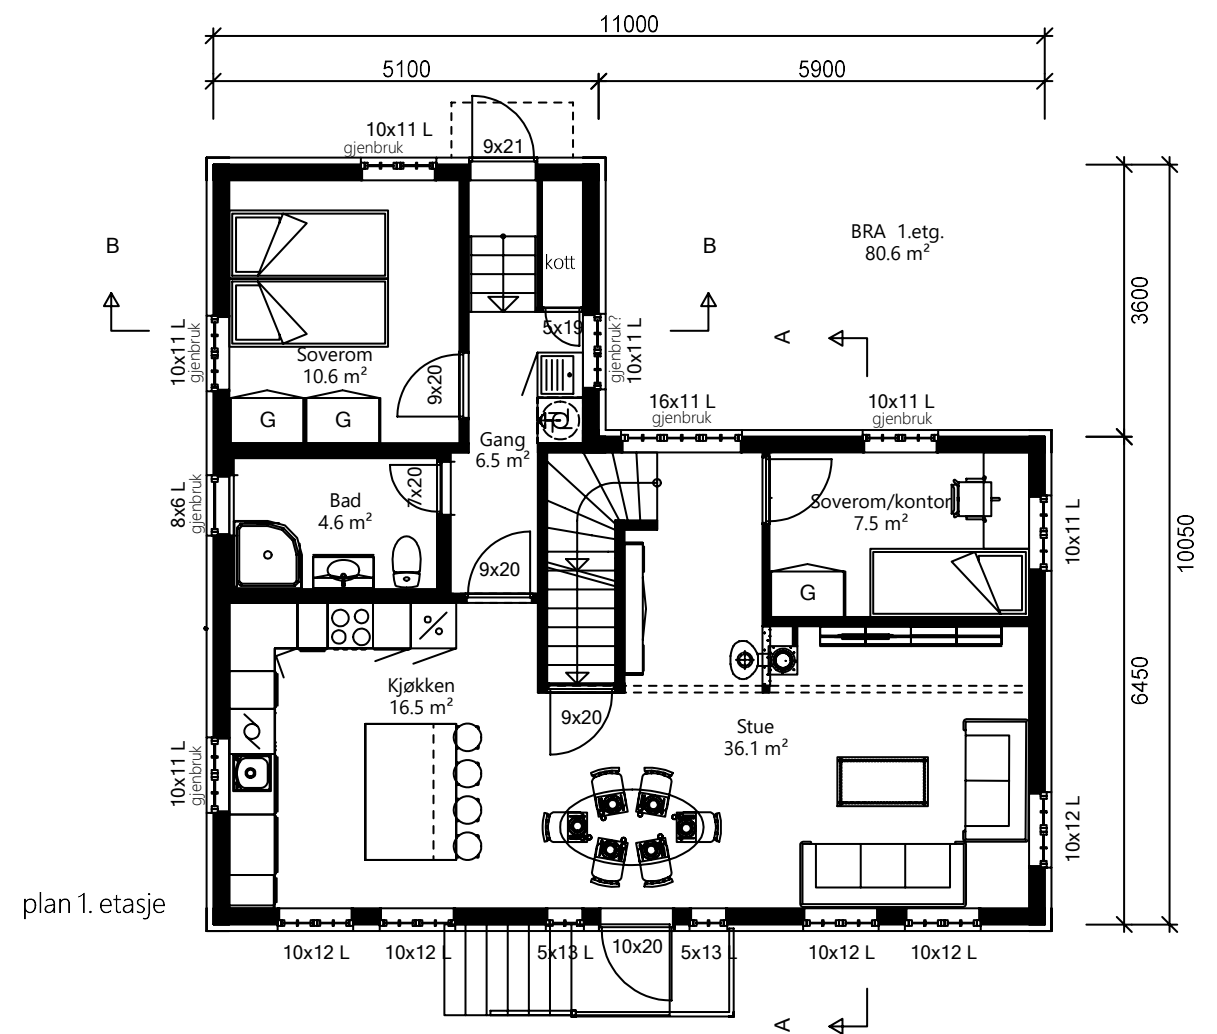 11000
5100
5900
10x11 L
gjenbruk
9x21
B
B
BRA 1.etg.
80.6 m²
kott
3600
10x11 L
gjenbruk
5x19
gjenbruk?
10x11 L
A
Soverom
10.6 m²
9x20
G
G
16x11 L
gjenbruk
10x11 L
gjenbruk
Gang
6.5 m²
8x6 L
gjenbruk
Bad
4.6 m²
7x20
Soverom/kontor
7.5 m²
10x11 L
10050
9x20
G
6450
Kjøkken
16.5 m²
9x20
Stue
36.1 m²
10x11 L
gjenbruk
10x12 L
plan 1. etasje
10x12 L
10x12 L
5x13 L
10x20
5x13 L
10x12 L
10x12 L
A